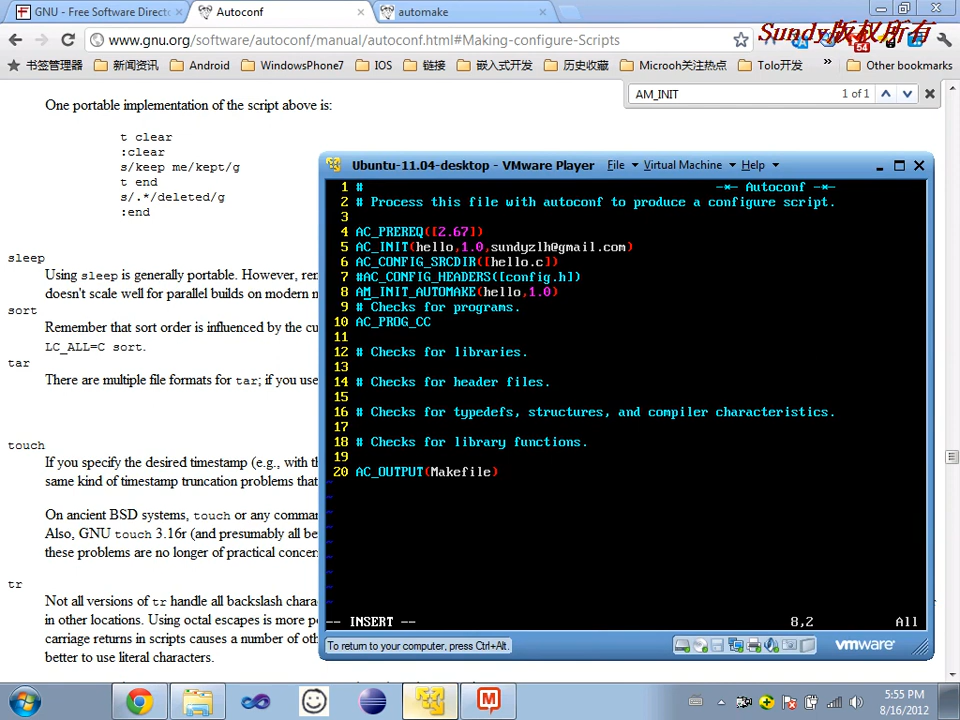 GNU - Free Software Directo
Autoconf
automake
www.gnu.org/software/autoconf/manual/autoconf.html#Making-configure-Scripts
Sundy版权所有
54
书签管理器 新闻资讯 Android WindowsPhone7 IOS 链接 嵌入式开发 历史收藏 Microoh关注热点 Tolo开发 » Other bookmarks
AM_INIT 1 of 1
One portable implementation of the script above is:
t clear
:clear
s/keep me/kept/g
t end
s/.*/deleted/g
:end
sleep
Using sleep is generally portable. However, ren
doesn't scale well for parallel builds on modern n
sort
Remember that sort order is influenced by the cu
LC_ALL=C sort.
tar
There are multiple file formats for tar; if you use
touch
If you specify the desired timestamp (e.g., with th
same kind of timestamp truncation problems that
On ancient BSD systems, touch or any comman
Also, GNU touch 3.16r (and presumably all be
these problems are no longer of practical concern
tr
Not all versions of tr handle all backslash chara
in other locations. Using octal escapes is more po
carriage returns in scripts causes a number of oth
better to use literal characters.
Ubuntu-11.04-desktop - VMware Player File Virtual Machine Help
1 # -*- Autoconf -*-
2 # Process this file with autoconf to produce a configure script.
3
4 AC_PREREQ([2.67])
5 AC_INIT(hello,1.0,sundyzlh@gmail.com)
6 AC_CONFIG_SRCDIR([hello.c])
7 #AC_CONFIG_HEADERS([config.h])
8 AM_INIT_AUTOMAKE(hello,1.0)
9 # Checks for programs.
10 AC_PROG_CC
11
12 # Checks for libraries.
13
14 # Checks for header files.
15
16 # Checks for typedefs, structures, and compiler characteristics.
17
18 # Checks for library functions.
19
20 AC_OUTPUT(Makefile)
~
~
~
~
~
~
~
~
~
-- INSERT -- 8,2 All
To return to your computer, press Ctrl+Alt.
vmware
5:55 PM
8/16/2012